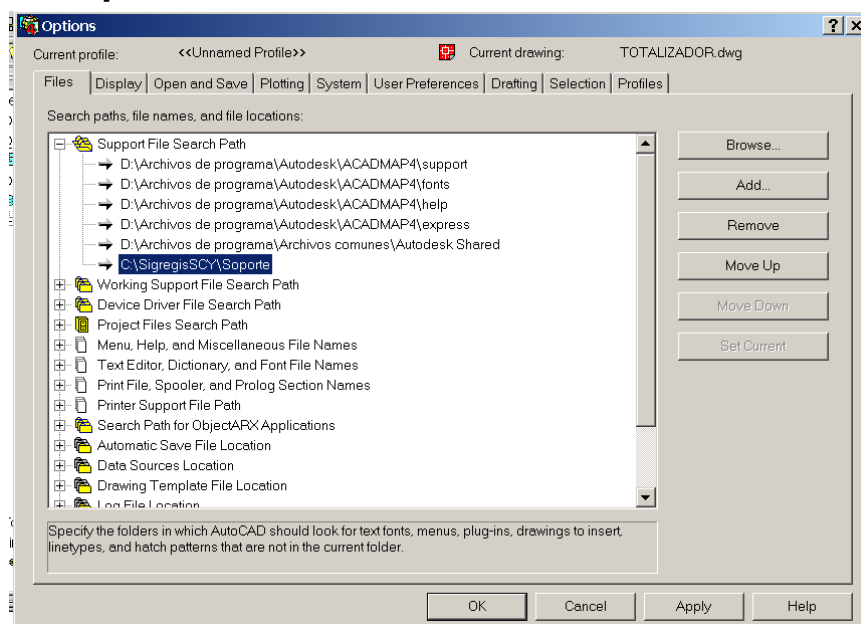 Options
Current profile: <<Unnamed Profile>> Current drawing: TOTALIZADOR.dwg
Files Display Open and Save Plotting System User Preferences Drafting Selection Profiles
Search paths, file names, and file locations:
Support File Search Path
D:\Archivos de programa\Autodesk\ACADMAP4\support
D:\Archivos de programa\Autodesk\ACADMAP4\fonts
D:\Archivos de programa\Autodesk\ACADMAP4\help
D:\Archivos de programa\Autodesk\ACADMAP4\express
D:\Archivos de programa\Archivos comunes\Autodesk Shared
C:\SigregisSCY\Soporte
Working Support File Search Path
Device Driver File Search Path
Project Files Search Path
Menu, Help, and Miscellaneous File Names
Text Editor, Dictionary, and Font File Names
Print File, Spooler, and Prolog Section Names
Printer Support File Path
Search Path for ObjectARX Applications
Automatic Save File Location
Data Sources Location
Drawing Template File Location
Log File Location
Browse...
Add...
Remove
Move Up
Move Down
Set Current
Specify the folders in which AutoCAD should look for text fonts, menus, plug-ins, drawings to insert,
linetypes, and hatch patterns that are not in the current folder.
OK Cancel Apply Help